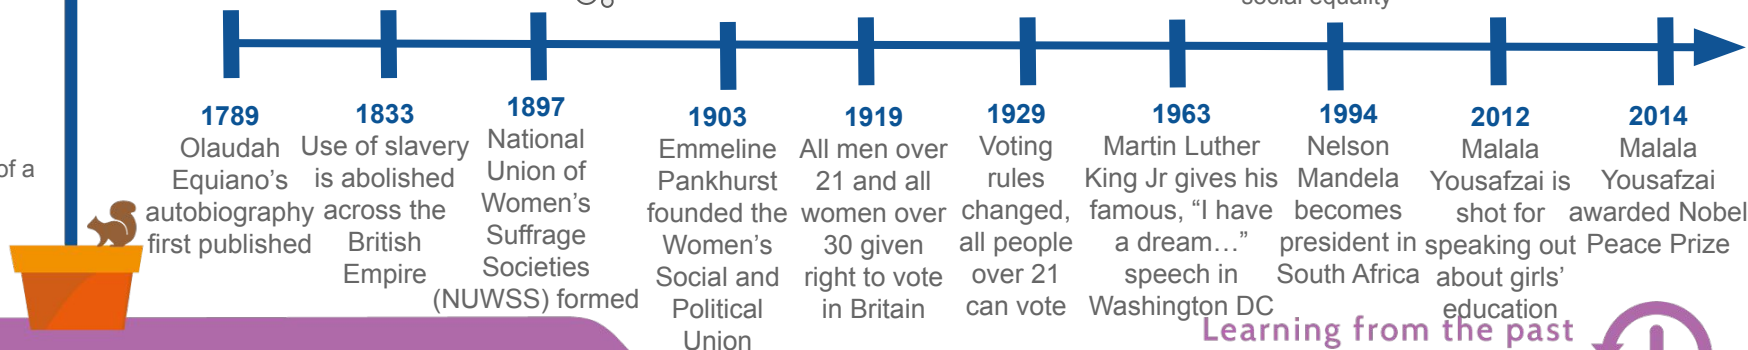 social equality
of a
1789
Olaudah
Equiano's
autobiography
first published
1833
Use of slavery
is abolished
across the
British
Empire
1897
National
Union of
Women's
Suffrage
Societies
(NUWSS) formed
1903
Emmeline
Pankhurst
founded the
Women's
Social and
Political
Union
1919
All men over
21 and all
women over
30 given
right to vote
in Britain
1929
Voting
rules
changed,
all people
over 21
can vote
1963
Martin Luther
King Jr gives his
famous, “I have
a dream…”
speech in
Washington DC
1994
Nelson
Mandela
becomes
president in
South Africa
2012
Malala
Yousafzai is
shot for
speaking out
about girls’
education
2014
Malala
Yousafzai
awarded Nobel
Peace Prize
Learning from the past